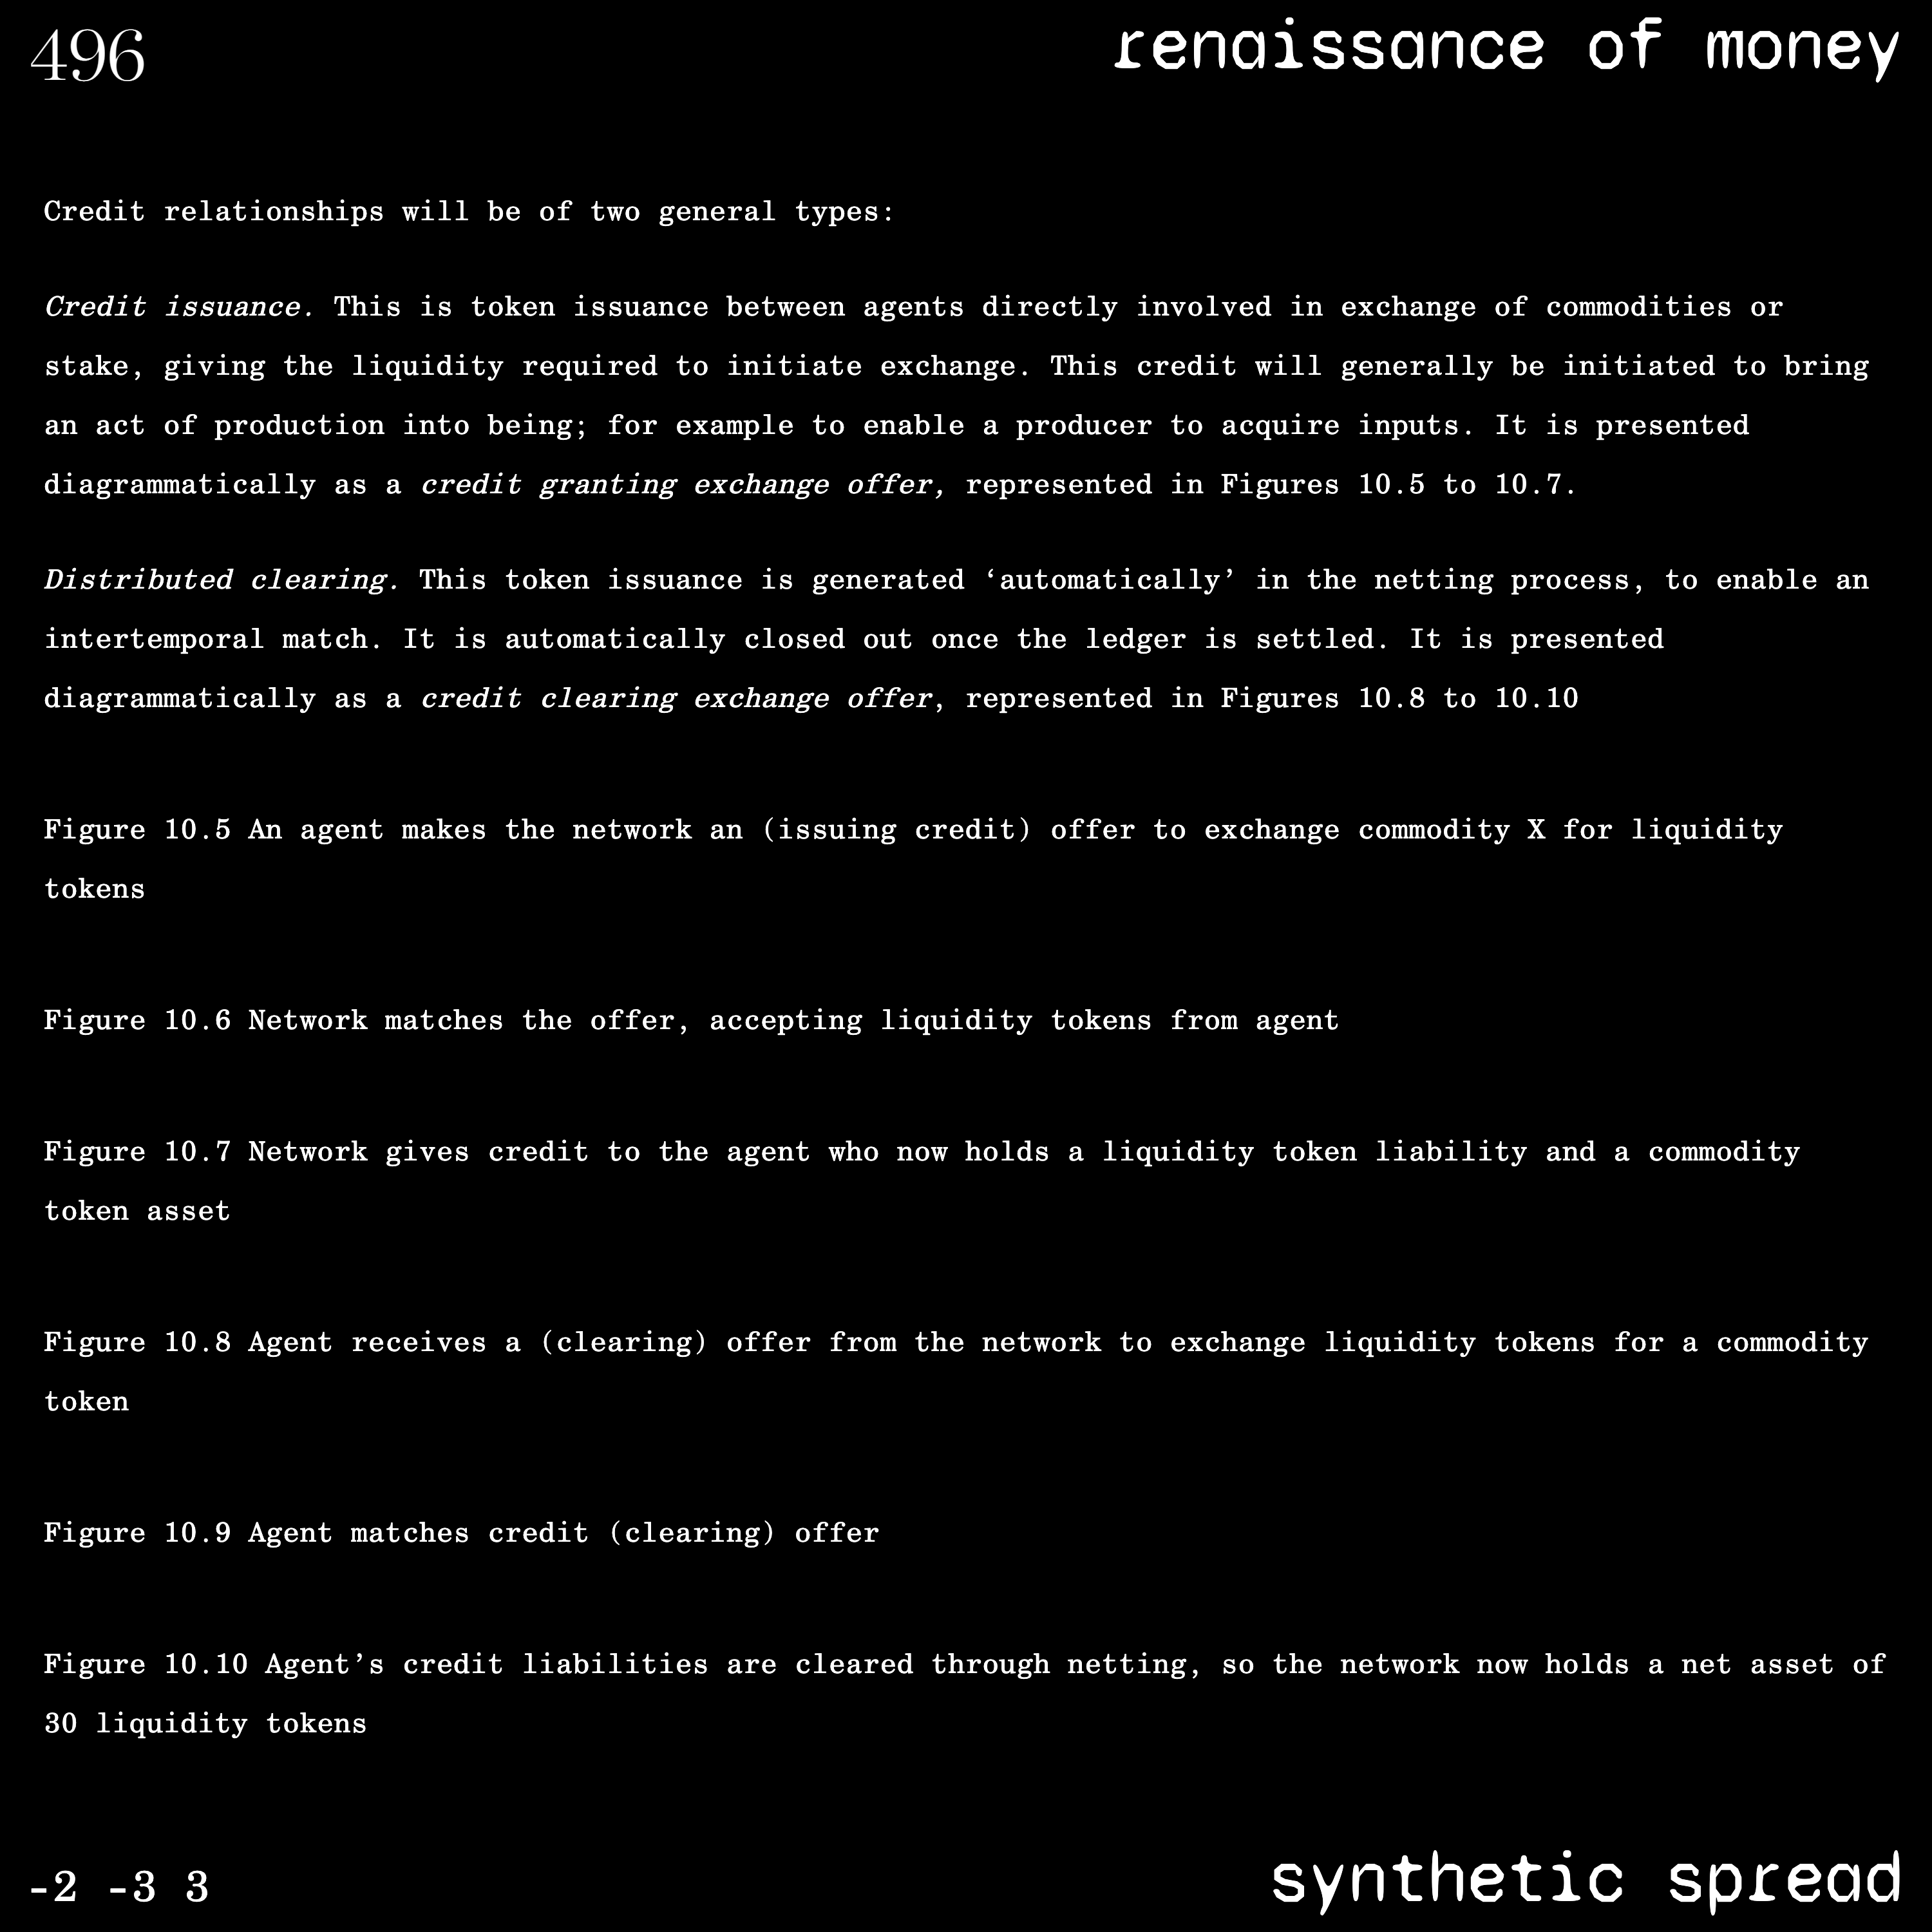 496
renaissance of money
Credit relationships will be of two general types:
Credit issuance. This is token issuance between agents directly involved in exchange of commodities or
stake, giving the liquidity required to initiate exchange. This credit will generally be initiated to bring
an act of production into being; for example to enable a producer to acquire inputs. It is presented
diagrammatically as a credit granting exchange offer, represented in Figures 10.5 to 10.7.
Distributed clearing. This token issuance is generated ‘automatically’ in the netting process, to enable an
intertemporal match. It is automatically closed out once the ledger is settled. It is presented
diagrammatically as a credit clearing exchange offer, represented in Figures 10.8 to 10.10
Figure 10.5 An agent makes the network an (issuing credit) offer to exchange commodity X for liquidity
tokens
Figure 10.6 Network matches the offer, accepting liquidity tokens from agent
Figure 10.7 Network gives credit to the agent who now holds a liquidity token liability and a commodity
token asset
Figure 10.8 Agent receives a (clearing) offer from the network to exchange liquidity tokens for a commodity
token
Figure 10.9 Agent matches credit (clearing) offer
Figure 10.10 Agent’s credit liabilities are cleared through netting, so the network now holds a net asset of
30 liquidity tokens
-2 -3 3
synthetic spread